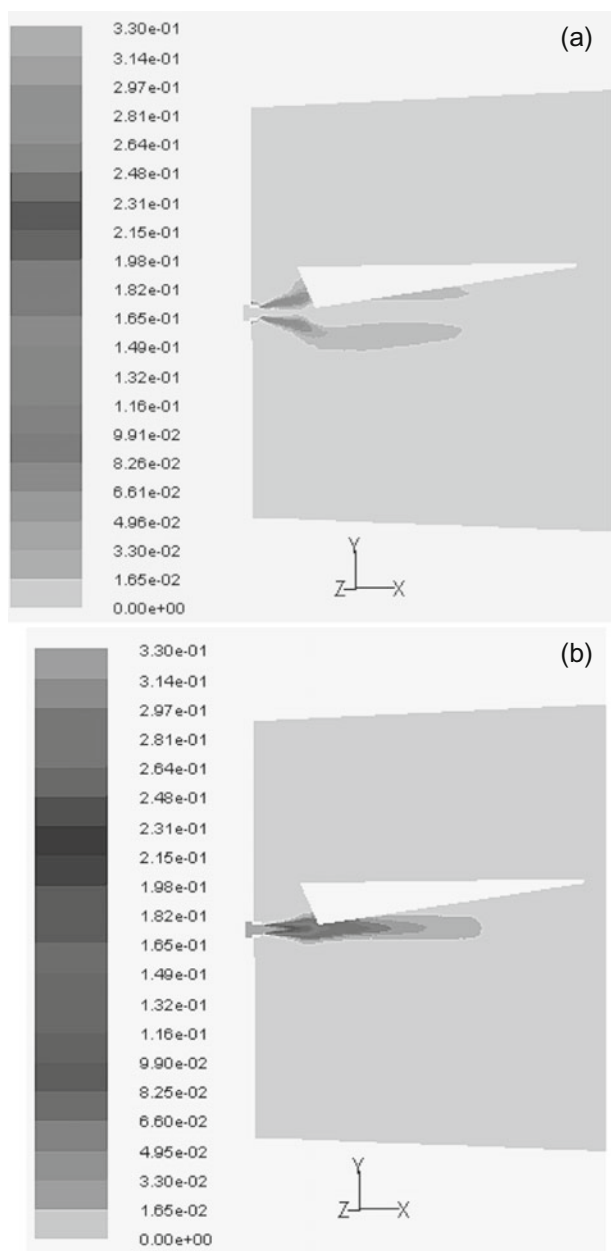 (a)
3.30e-01
3.14e-01
2.97e-01
2.81e-01
2.64e-01
2.48e-01
2.31e-01
2.15e-01
1.98e-01
1.82e-01
1.65e-01
1.49e-01
1.32e-01
1.16e-01
9.91e-02
8.26e-02
6.61e-02
4.96e-02
3.30e-02
1.65e-02
0.00e+00
Y
Z X
(b)
3.30e-01
3.14e-01
2.97e-01
2.81e-01
2.64e-01
2.48e-01
2.31e-01
2.15e-01
1.98e-01
1.82e-01
1.65e-01
1.49e-01
1.32e-01
1.16e-01
9.90e-02
8.25e-02
6.60e-02
4.95e-02
3.30e-02
1.65e-02
0.00e+00
Y
Z X